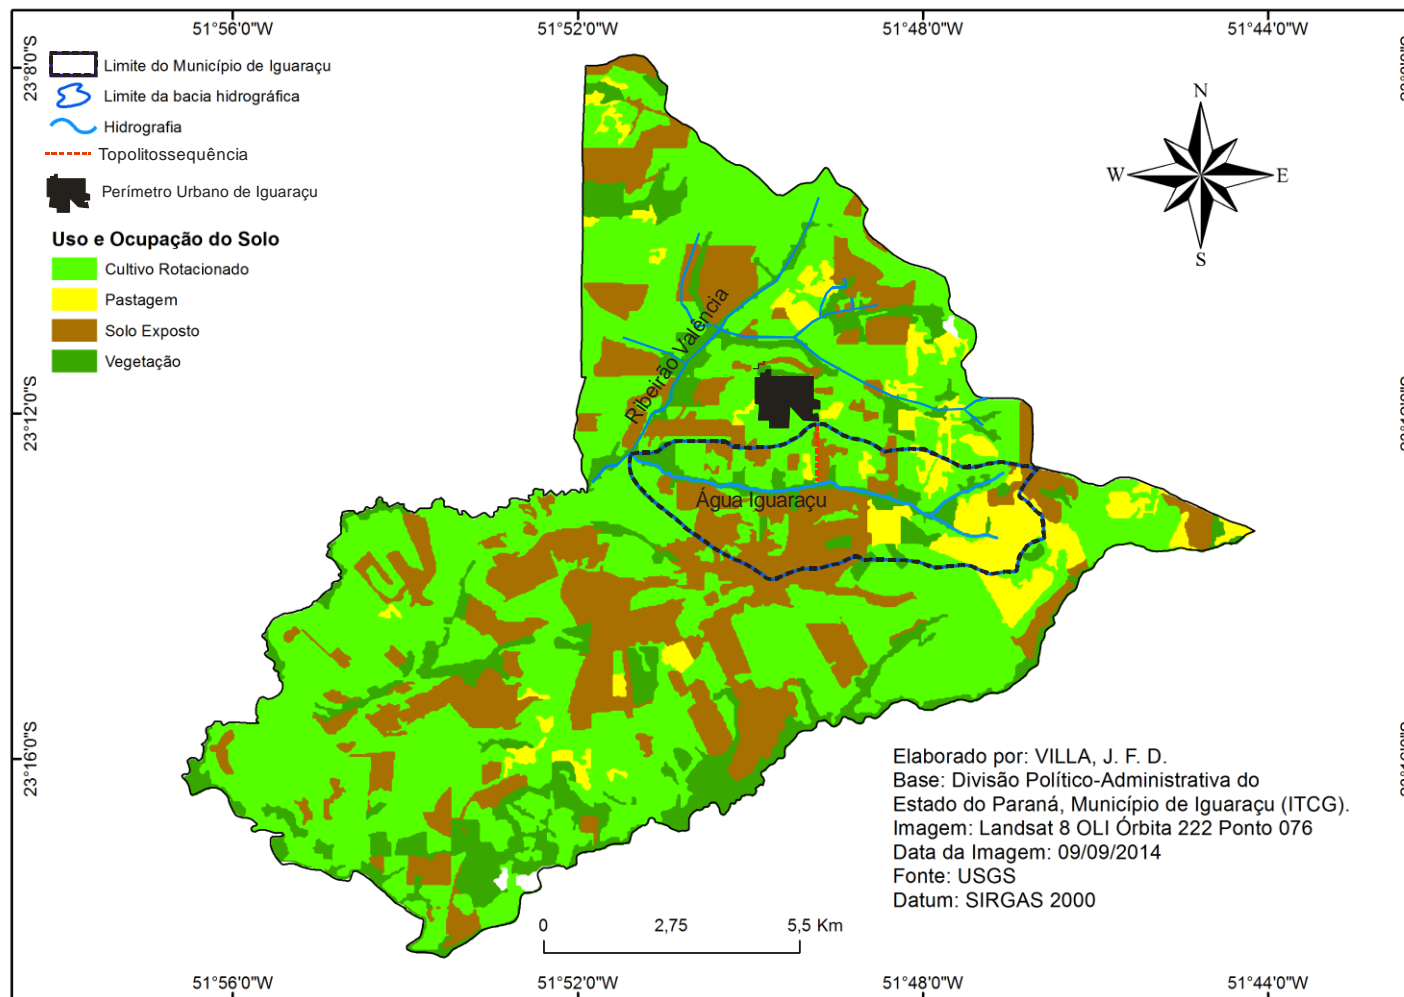 51°56'0"W
51°52'0"W
51°48'0"W
51°44'0"W
23°8'0"S
Limite do Município de Iguaraçu
Limite da bacia hidrográfica
Hidrografia
Topolitossequência
Perímetro Urbano de Iguaraçu
Uso e Ocupação do Solo
Cultivo Rotacionado
Pastagem
Solo Exposto
Vegetação
N
W
E
S
Ribeirão Valência
23°12'0"S
Água Iguaraçu
23°16'0"S
Elaborado por: VILLA, J. F. D.
Base: Divisão Político-Administrativa do
Estado do Paraná, Município de Iguaraçu (ITCG).
Imagem: Landsat 8 OLI Órbita 222 Ponto 076
Data da Imagem: 09/09/2014
Fonte: USGS
Datum: SIRGAS 2000
0 2,75 5,5 Km
51°56'0"W
51°52'0"W
51°48'0"W
51°44'0"W